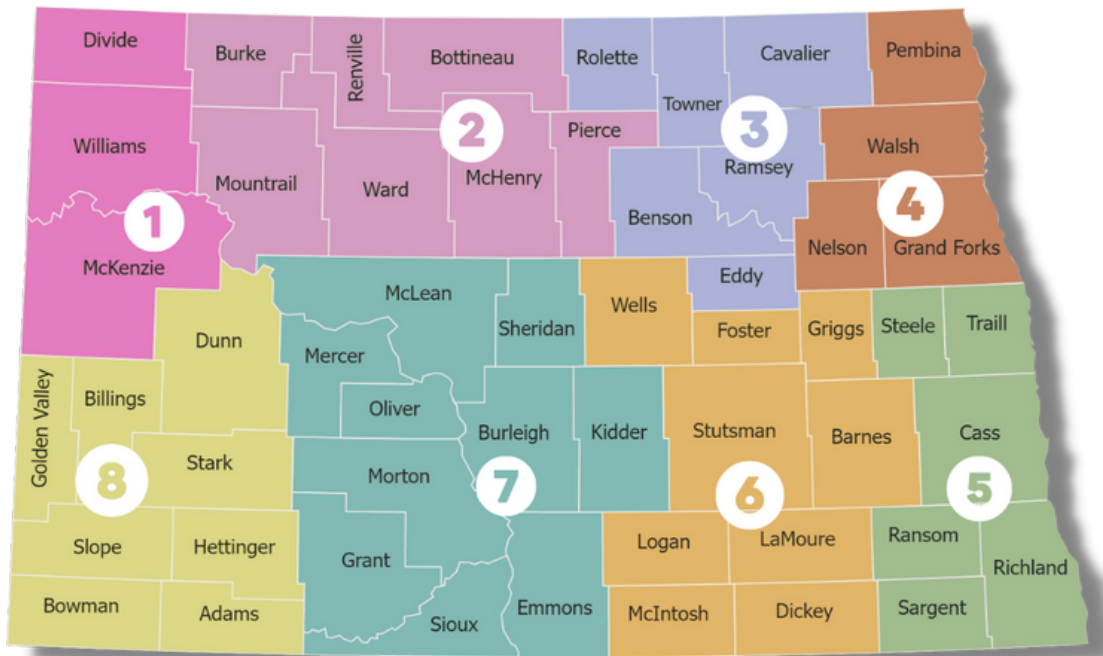 Divide
Burke
Renville
Bottineau
Rolette
Cavalier
Pembina
Towner
2
3
Pierce
Williams
Walsh
Ramsey
Mountrail
Ward
McHenry
1
4
Benson
McKenzie
Nelson
Grand Forks
Eddy
McLean
Wells
Sheridan
Foster
Griggs
Steele
Traill
Dunn
Mercer
Billings
Golden Valley
Oliver
Burleigh
Kidder
Stutsman
Barnes
Cass
Stark
8
Morton
7
6
5
Slope
Hettinger
Grant
Logan
LaMoure
Ransom
Richland
Bowman
Adams
Sioux
Emmons
McIntosh
Dickey
Sargent